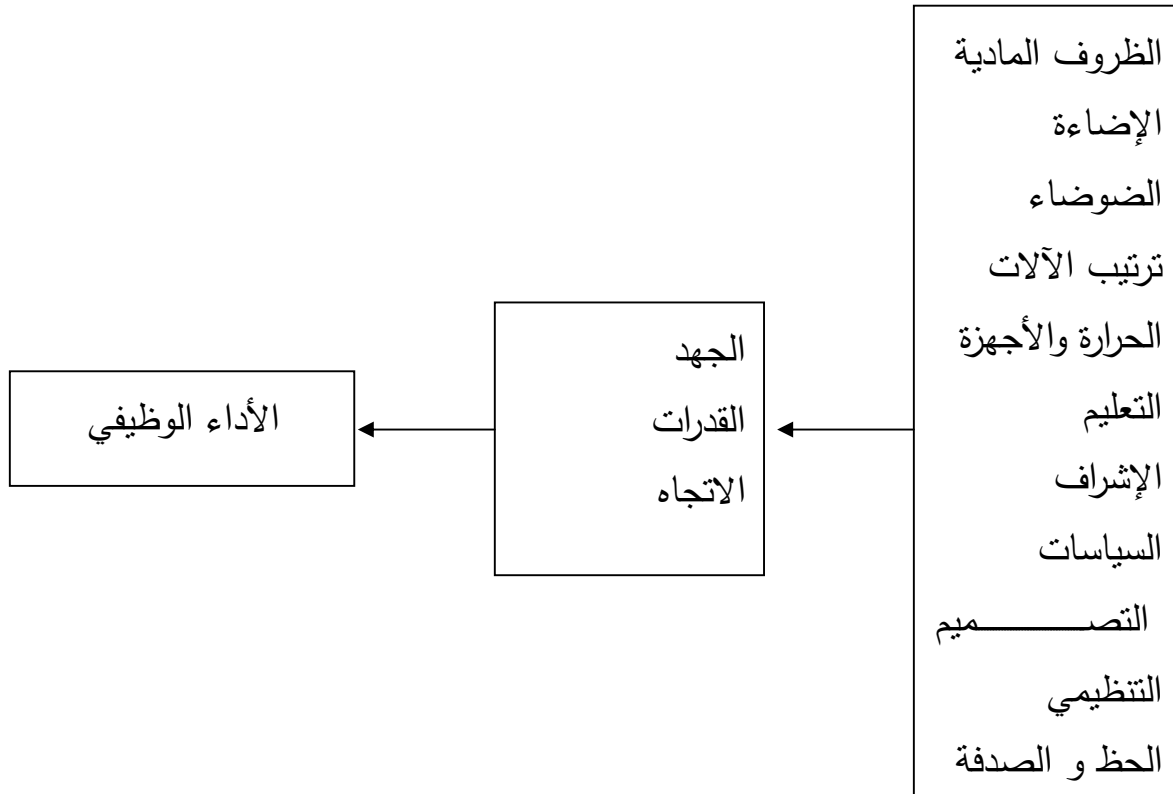 الظروف المادية
الإضاءة
الضوضاء
ترتيب الآلات
الحرارة والأجهزة
التعليم
الإشراف
السياسات
التصـــــــــميم
التنظيمي
الحظ و الصدفة
الجهد
القدرات
الاتجاه
الأداء الوظيفي